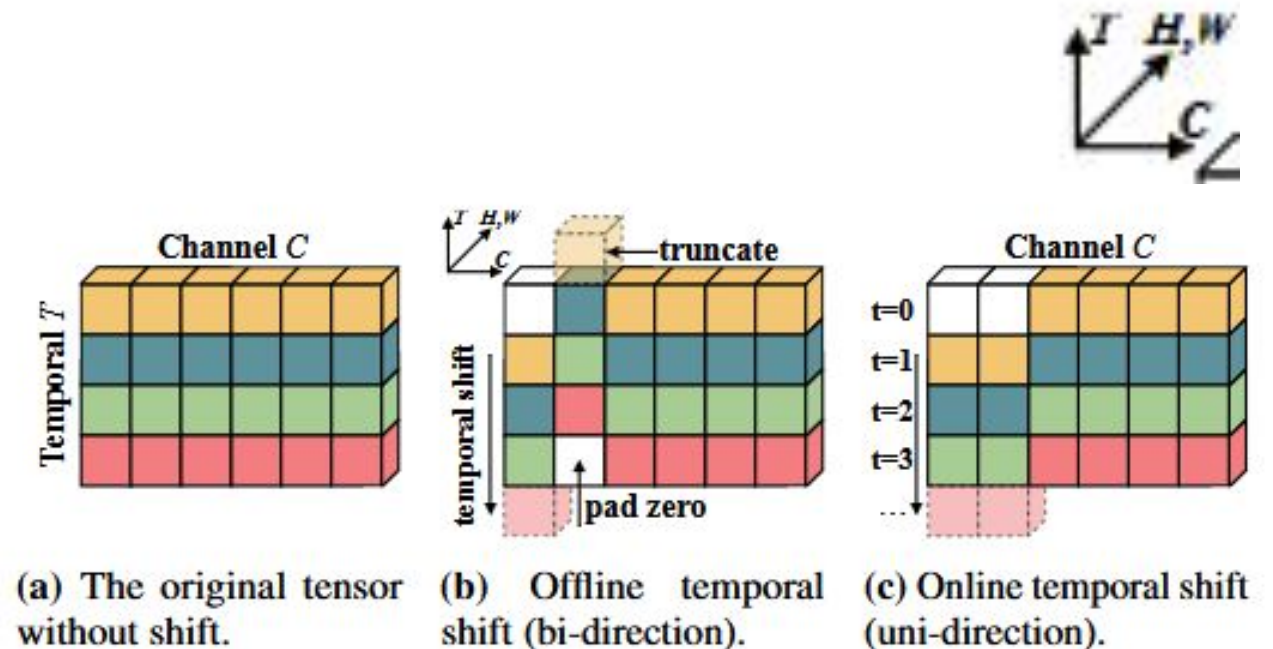 T H,W
C
T H,W
C
Channel C
truncate
Channel C
Temporal T
temporal shift
t=0
t=1
t=2
t=3
...
pad zero
(a) The original tensor without shift.
(b) Offline temporal shift (bi-direction).
(c) Online temporal shift (uni-direction).